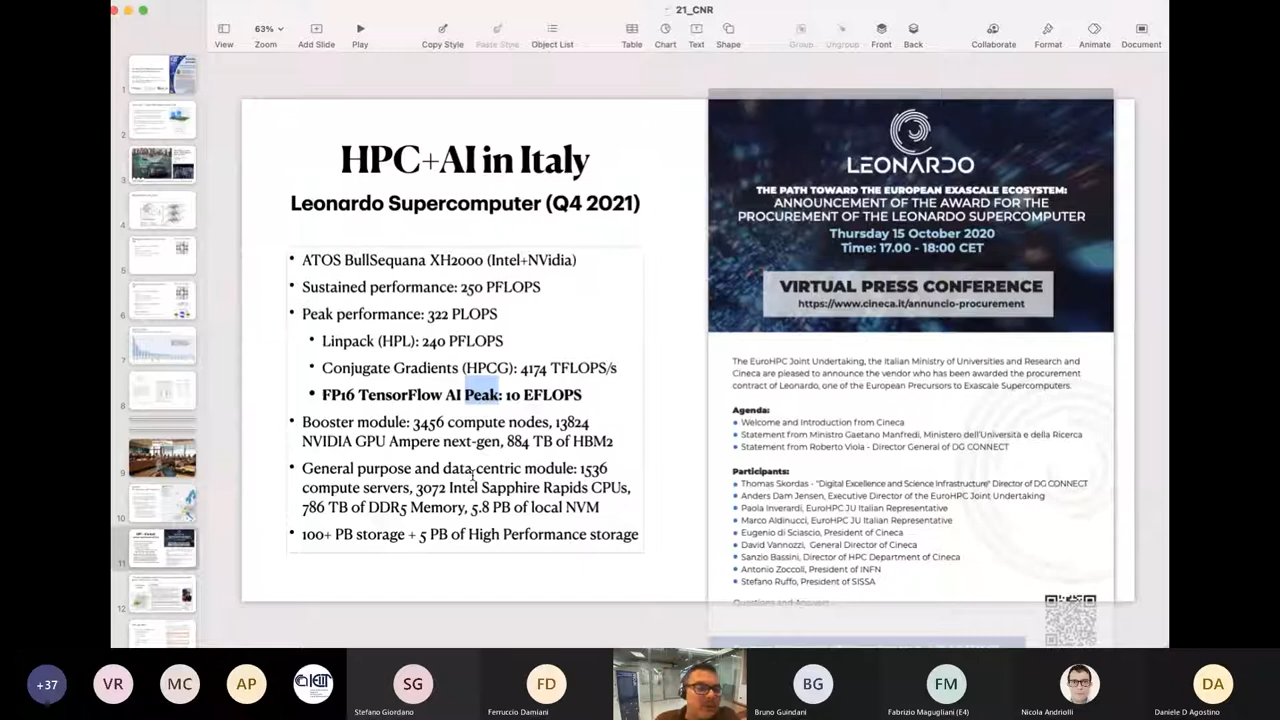 21_CNR
63%
View
Zoom
Add Slide
Play
Copy Style
Paste Style
Object List
Table
Chart
Text
Shape
Group
Ungroup
Front
Back
Collaborate
Format
Animate
Document
1
2
3
4
5
6
7
8
9
10
11
12
HPC+AI in Italy
Leonardo Supercomputer (Q4 2021)
• ATOS BullSequana XH2000 (Intel+NVidia)
• Sustained performance: 250 PFLOPS
• Peak performance: 322 PLOPS
• Linpack (HPL): 240 PFLOPS
• Conjugate Gradients (HPCG): 4174 TFLOPS/s
• FP16 TensorFlow AI Peak: 10 EFLOPS
• Booster module: 3456 compute nodes, 13824
NVIDIA GPU Ampere next-gen, 884 TB of HBM2
• General purpose and data-centric module: 1536
compute servers, 3072 Intel Sapphire Rapids CPUs,
786 TB of DDR5 Memory, 5.8 PB of local NVM
• 100+ PB storage + 5 PB of High Performance storage
LEONARDO
THE PATH TOWARD THE EUROPEAN EXASCALE ECOSYSTEM:
ANNOUNCEMENT OF THE AWARD FOR THE
PROCUREMENT OF THE LEONARDO SUPERCOMPUTER
Thursday 15 October 2020
Time: 17.00 - 18:00 CET
VIRTUAL PRESS CONFERENCE
https://www.cineca.it/annuncio-procurement
The EuroHPC Joint Undertaking, the Italian Ministry of Universities and Research and
Cineca are pleased to announce the vendor who has been awarded the procurement
contract of Leonardo, one of the European Precursors to Exascale Supercomputers.
Agenda:
• Welcome and Introduction from Cineca
• Statement from Ministro Gaetano Manfredi, Ministero dell'Università e della Ricerca
• Statement from Roberto Viola - Director General of DG CONNECT
Participants:
• Thomas Skordas - "Digital Excellence and Science Infrastructure" Director of DG CONNECT
• Anders Dam Jensen, Executive Director of the EuroHPC Joint Undertaking
• Paola Inverardi, EuroHPC JU Italian Representative
• Marco Aldinucci, EuroHPC JU Italian Representative
• Eugenio di Sciascio, President of Cineca
• David Vannozzi, General Director of Cineca
• Sanzio Bassini, Director of HPC Department of Cineca
• Antonio Zoccoli, President of INFN
• Stefano Ruffo, President of SISSA
Questions and Answers
+37
VR
MC
AP
SG
Stefano Giordano
FD
Ferruccio Damiani
BG
Bruno Guindani
FM
Fabrizio Magugliani (E4)
Nicola Andriolli
DA
Daniele D Agostino